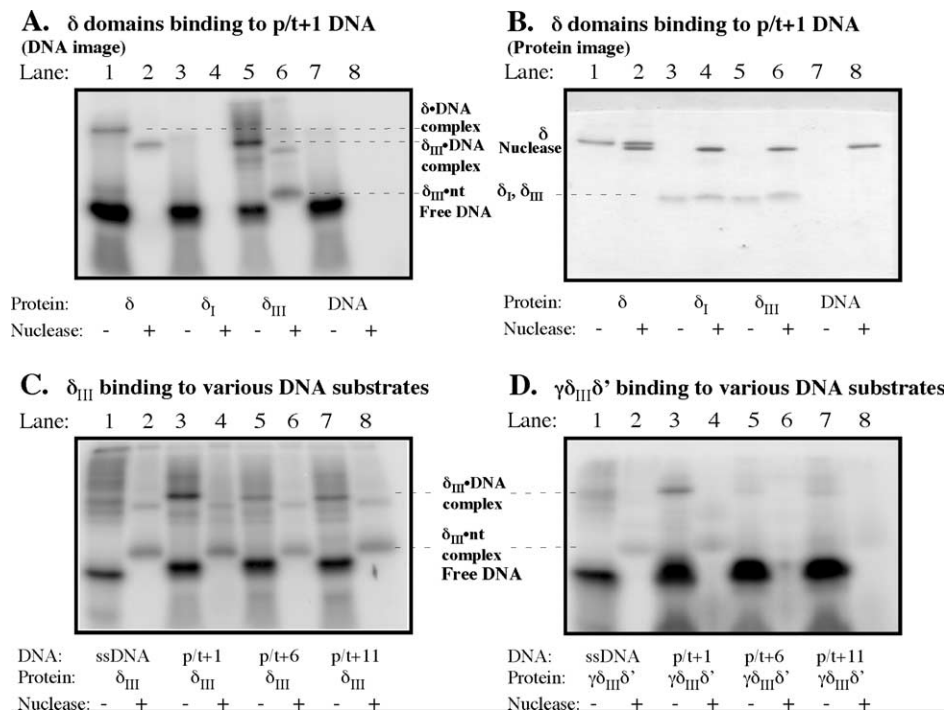 A. δ domains binding to p/t+1 DNA
(DNA image)
Lane: 1 2 3 4 5 6 7 8
δ•DNA
complex
δIII•DNA
complex
δIII•nt
Free DNA
Protein: δ δI δIII DNA
Nuclease: - + - + - + - +
B. δ domains binding to p/t+1 DNA
(Protein image)
Lane: 1 2 3 4 5 6 7 8
δ
Nuclease
δI, δIII
Protein: δ δI δIII DNA
Nuclease: - + - + - + - +
C. δIII binding to various DNA substrates
Lane: 1 2 3 4 5 6 7 8
δIII•DNA
complex
δIII•nt
complex
Free DNA
DNA: ssDNA p/t+1 p/t+6 p/t+11
Protein: δIII δIII δIII δIII
Nuclease: - + - + - + - +
D. γδIIIδ’ binding to various DNA substrates
Lane: 1 2 3 4 5 6 7 8
DNA: ssDNA p/t+1 p/t+6 p/t+11
Protein: γδIIIδ’ γδIIIδ’ γδIIIδ’ γδIIIδ’
Nuclease: - + - + - + - +